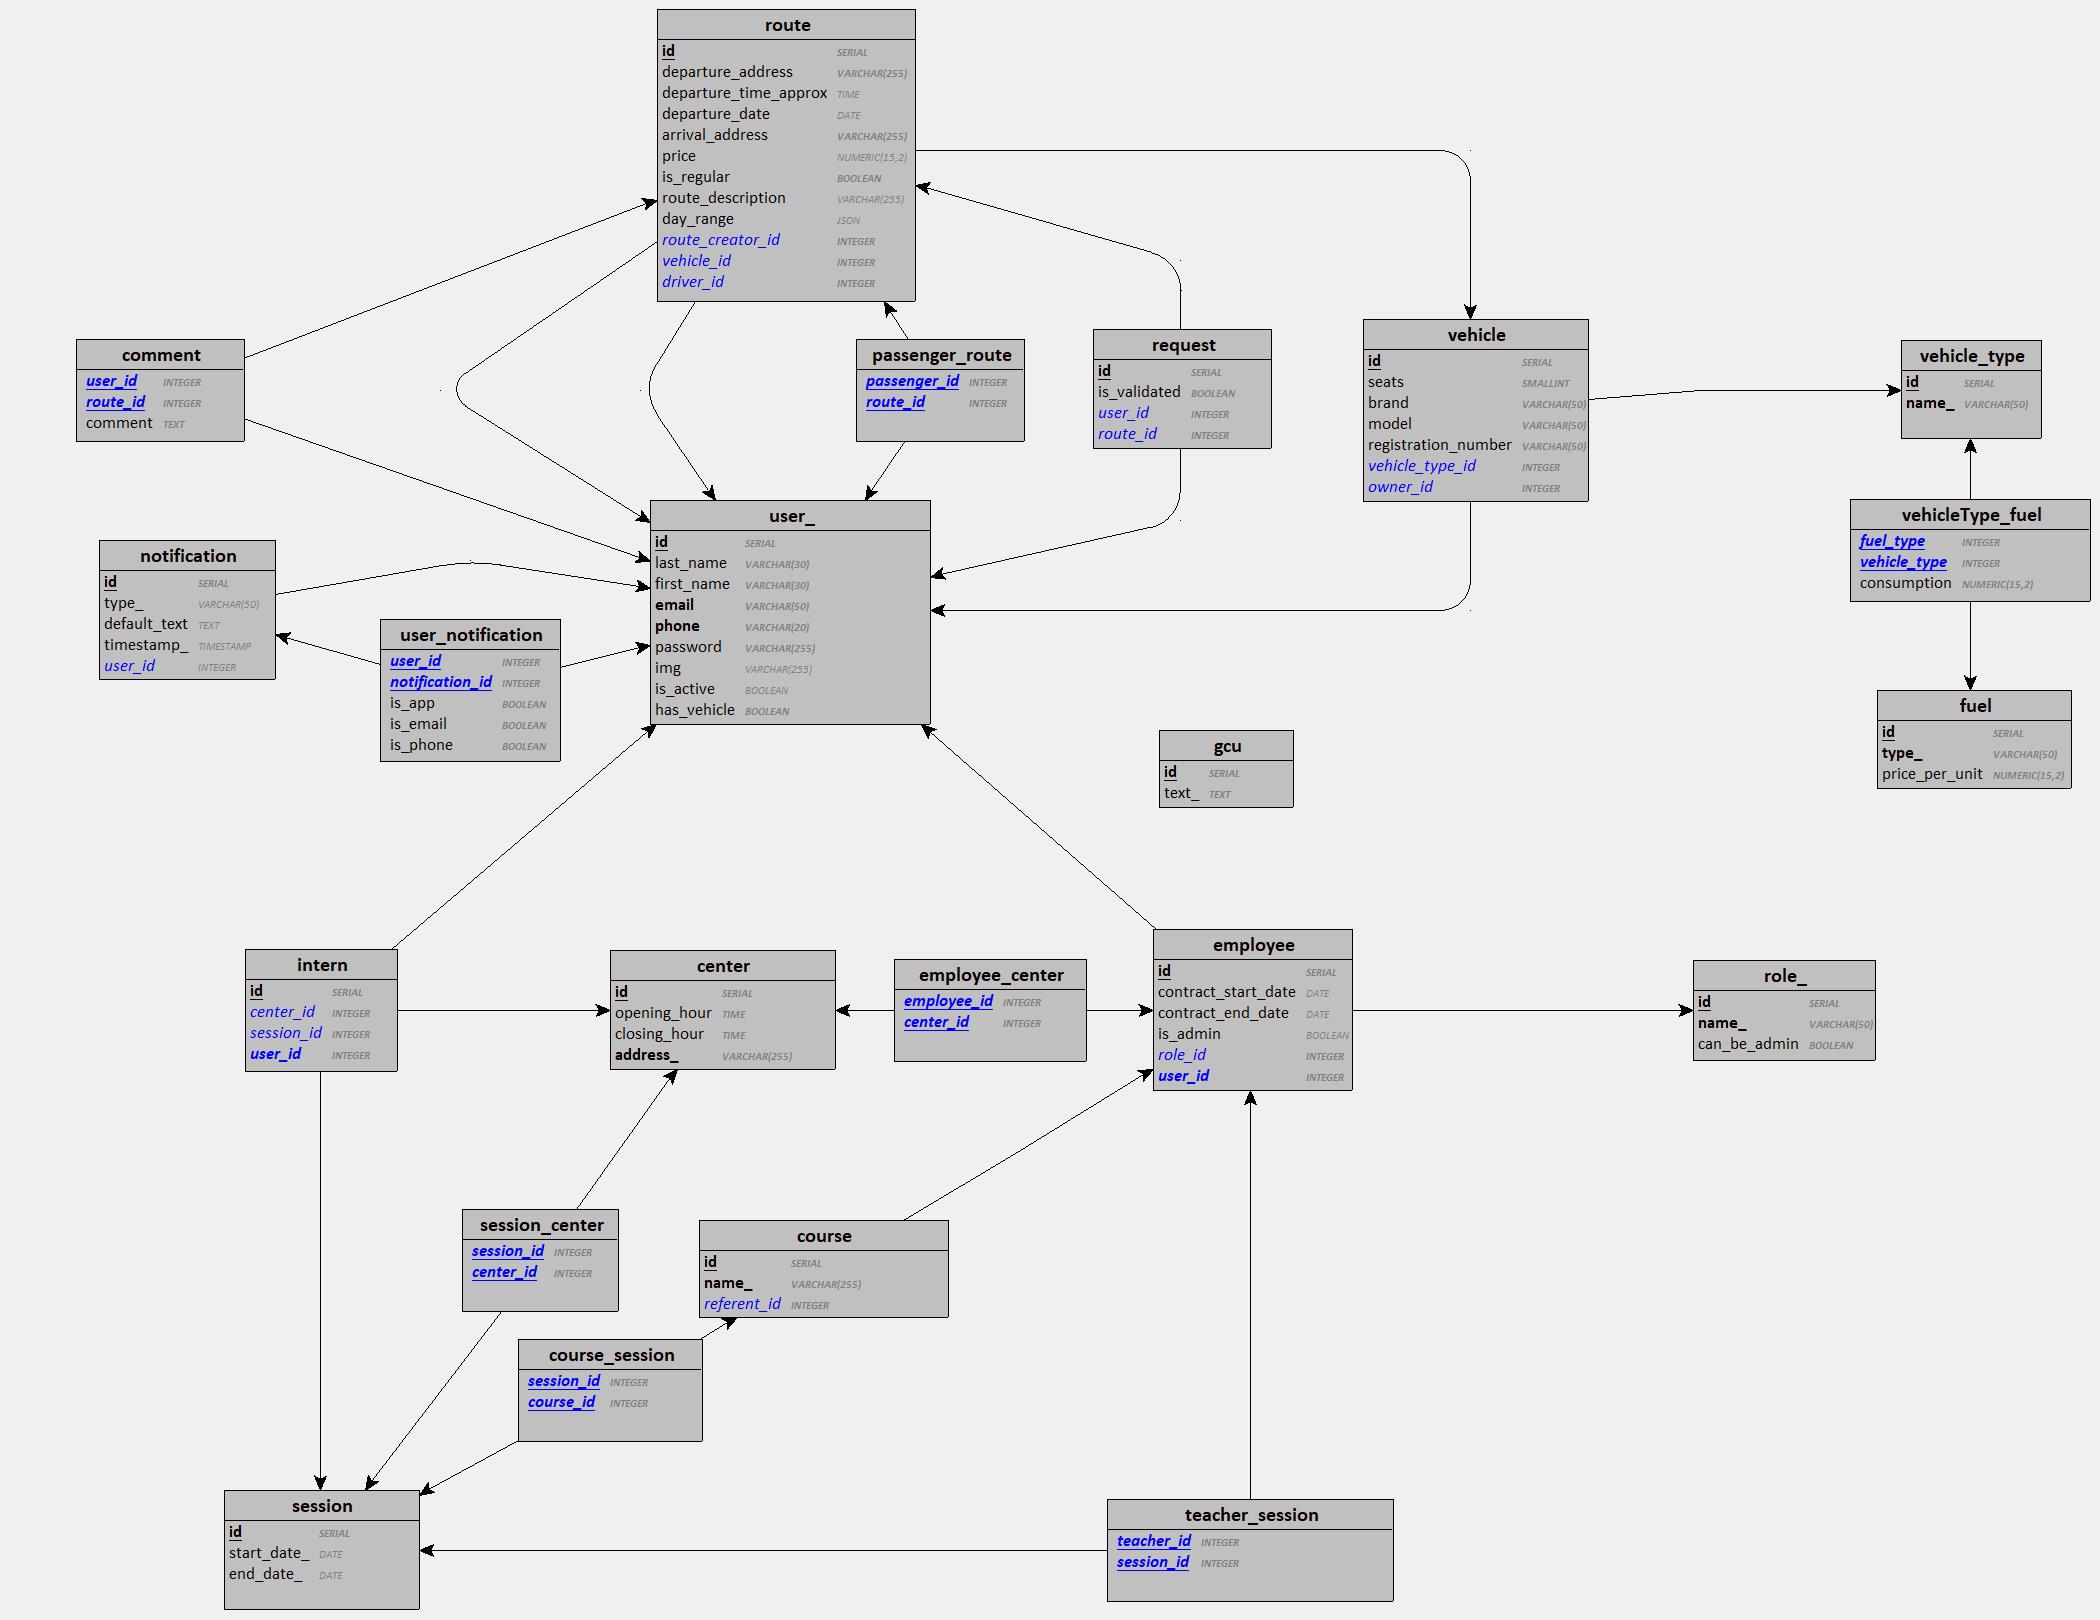 route
id SERIAL
departure_address VARCHAR(255)
departure_time_approx TIME
departure_date DATE
arrival_address VARCHAR(255)
price NUMERIC(15,2)
is_regular BOOLEAN
route_description VARCHAR(255)
day_range JSON
route_creator_id INTEGER
vehicle_id INTEGER
driver_id INTEGER
comment
user_id INTEGER
route_id INTEGER
comment TEXT
passenger_route
passenger_id INTEGER
route_id INTEGER
request
id SERIAL
is_validated BOOLEAN
user_id INTEGER
route_id INTEGER
vehicle
id SERIAL
seats SMALLINT
brand VARCHAR(50)
model VARCHAR(50)
registration_number VARCHAR(50)
vehicle_type_id INTEGER
owner_id INTEGER
vehicle_type
id SERIAL
name_ VARCHAR(50)
vehicleType_fuel
fuel_type INTEGER
vehicle_type INTEGER
consumption NUMERIC(15,2)
user_
id SERIAL
last_name VARCHAR(30)
first_name VARCHAR(30)
email VARCHAR(50)
phone VARCHAR(20)
password VARCHAR(255)
img VARCHAR(255)
is_active BOOLEAN
has_vehicle BOOLEAN
notification
id SERIAL
type_ VARCHAR(50)
default_text TEXT
timestamp_ TIMESTAMP
user_id INTEGER
user_notification
user_id INTEGER
notification_id INTEGER
is_app BOOLEAN
is_email BOOLEAN
is_phone BOOLEAN
fuel
id SERIAL
type_ VARCHAR(50)
price_per_unit NUMERIC(15,2)
gcu
id SERIAL
text_ TEXT
intern
id SERIAL
center_id INTEGER
session_id INTEGER
user_id INTEGER
center
id SERIAL
opening_hour TIME
closing_hour TIME
address_ VARCHAR(255)
employee_center
employee_id INTEGER
center_id INTEGER
employee
id SERIAL
contract_start_date DATE
contract_end_date DATE
is_admin BOOLEAN
role_id INTEGER
user_id INTEGER
role_
id SERIAL
name_ VARCHAR(50)
can_be_admin BOOLEAN
session_center
session_id INTEGER
center_id INTEGER
course
id SERIAL
name_ VARCHAR(255)
referent_id INTEGER
course_session
session_id INTEGER
course_id INTEGER
session
id SERIAL
start_date_ DATE
end_date_ DATE
teacher_session
teacher_id INTEGER
session_id INTEGER